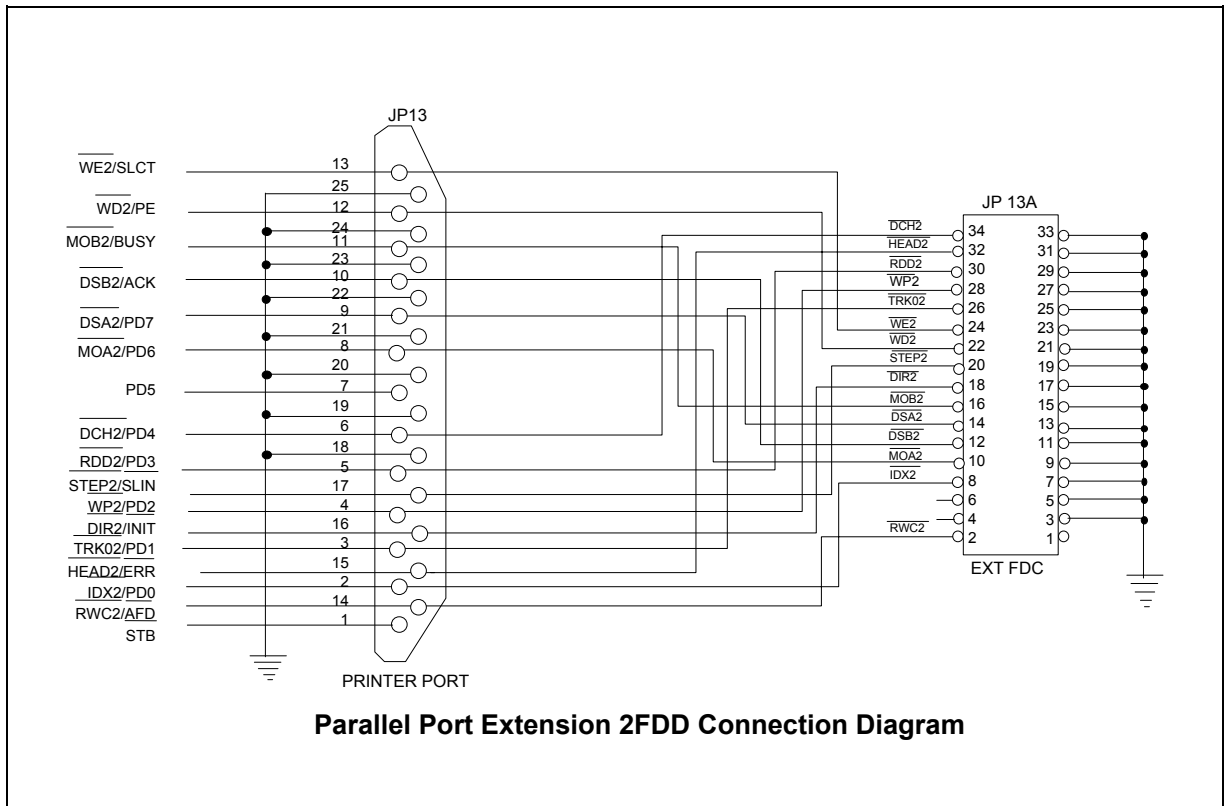 JP13
WE2/SLCT
WD2/PE
MOB2/BUSY
DSB2/ACK
DSA2/PD7
MOA2/PD6
PD5
DCH2/PD4
RDD2/PD3
STEP2/SLIN
WP2/PD2
DIR2/INIT
TRK02/PD1
HEAD2/ERR
IDX2/PD0
RWC2/AFD
STB
13
25
12
24
11
23
10
22
9
21
8
20
7
19
6
18
5
17
4
16
3
15
2
14
1
PRINTER PORT
JP 13A
DCH2
HEAD2
RDD2
WP2
TRK02
WE2
WD2
STEP2
DIR2
MOB2
DSA2
DSB2
MOA2
IDX2
RWC2
34 33
32 31
30 29
28 27
26 25
24 23
22 21
20 19
18 17
16 15
14 13
12 11
10 9
8 7
6 5
4 3
2 1
EXT FDC
Parallel Port Extension 2FDD Connection Diagram